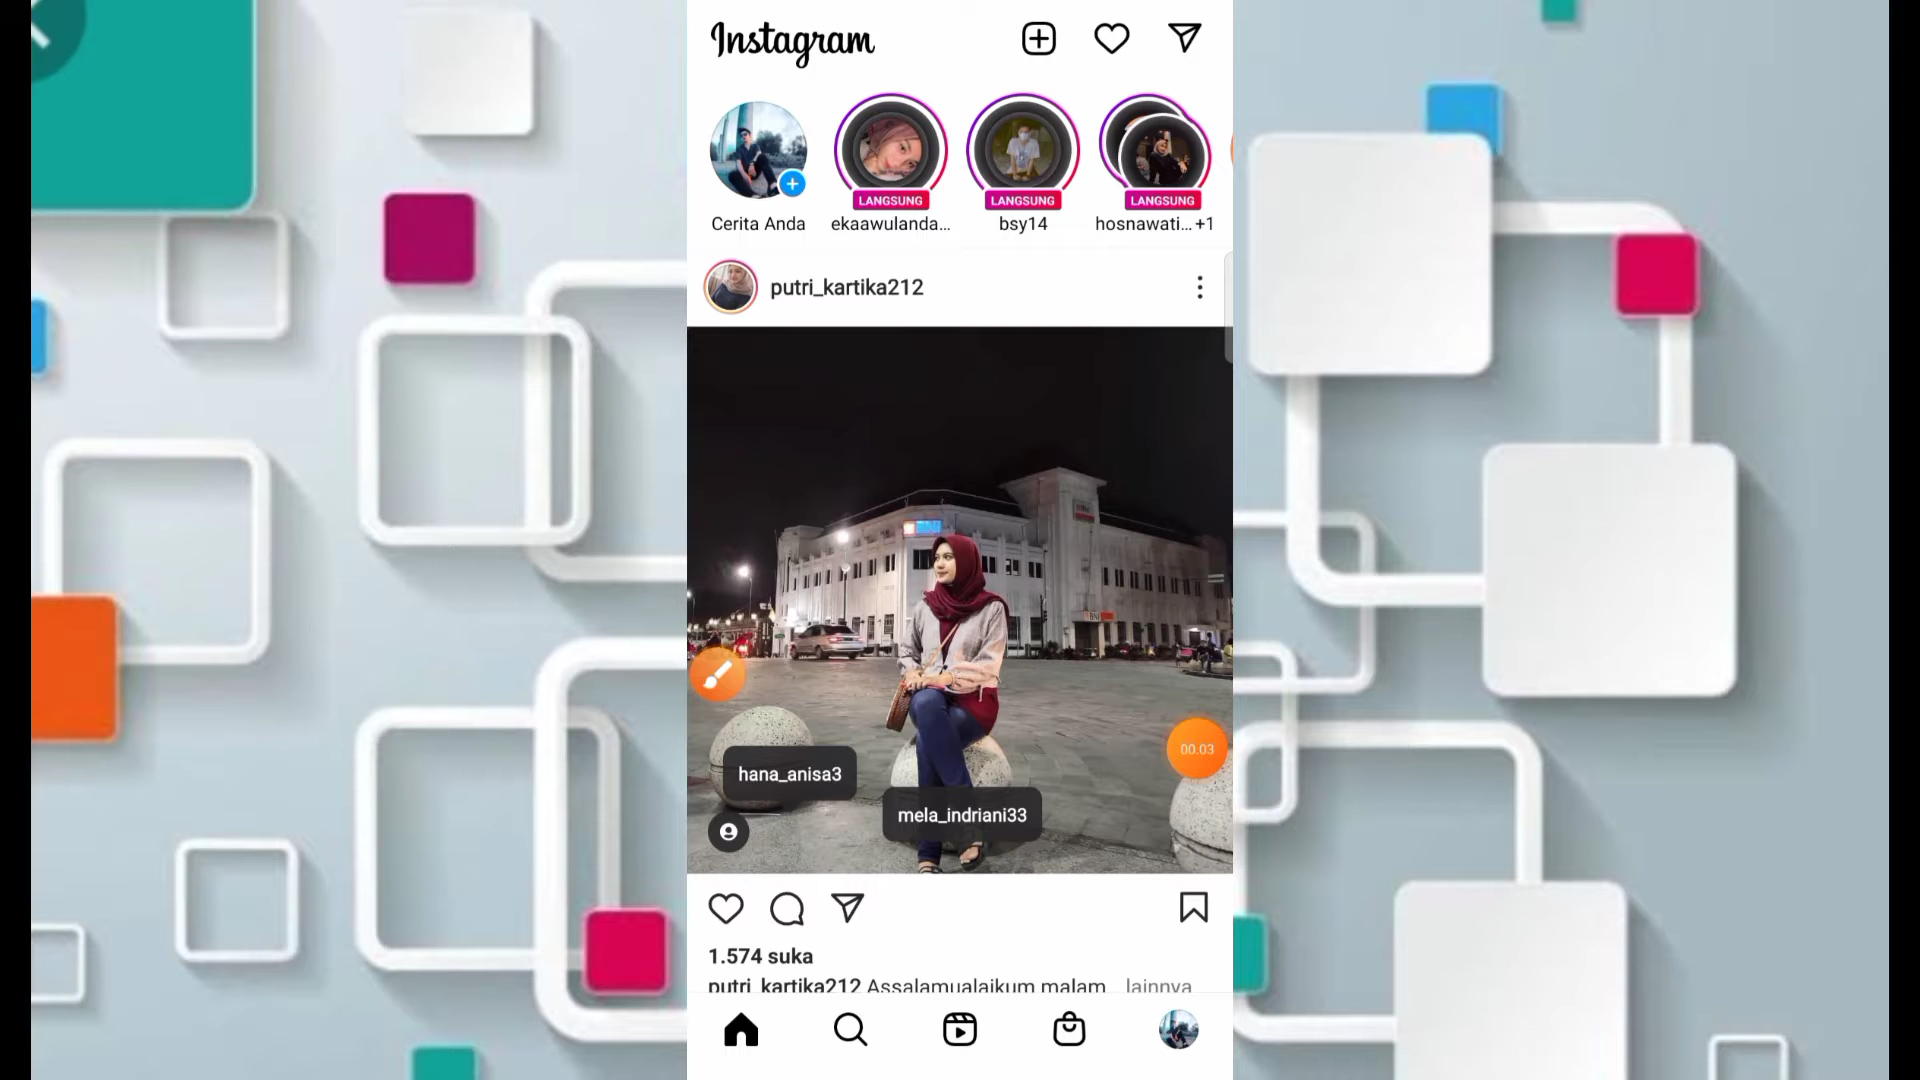 Instagram
LANGSUNG
LANGSUNG
LANGSUNG
Cerita Anda
ekaawulanda...
bsy14
hosnawati... +1
putri_kartika212
BNI
hana_anisa3
00.03
mela_indriani33
1.574 suka
putri_kartika212 Assalamualaikum malam... lainnya